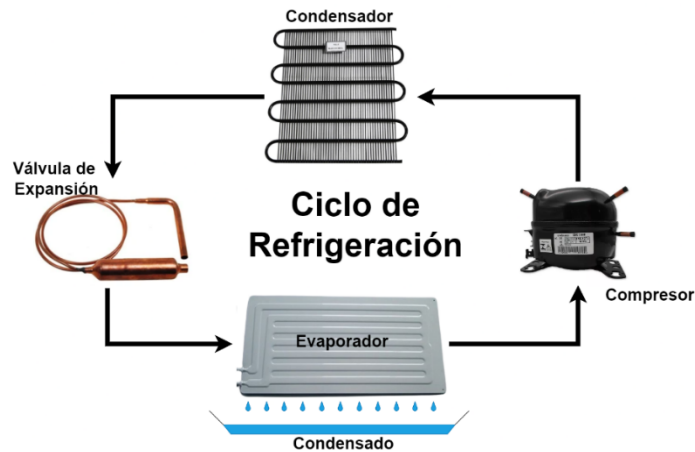 Condensador
Válvula de
Expansión
Ciclo de
Refrigeración
Compresor
Evaporador
Condensado